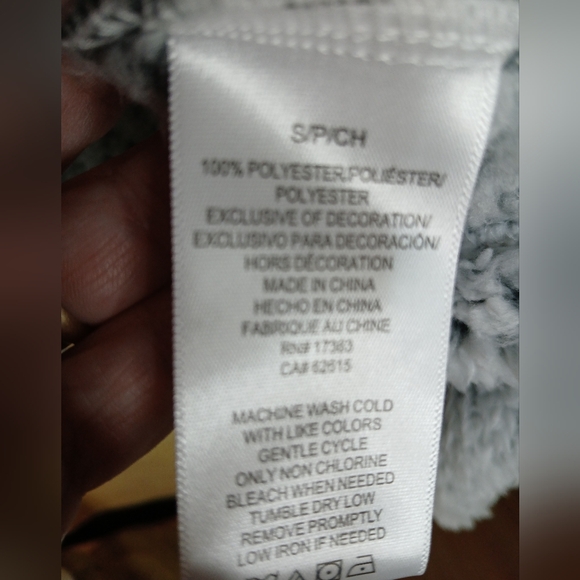 S/P/CH
100% POLYESTER/POLIÉSTER/
POLYESTER
EXCLUSIVE OF DECORATION/
EXCLUSIVO PARA DECORACIÓN/
HORS DÉCORATION
MADE IN CHINA
HECHO EN CHINA
FABRIQUE AU CHINE
RN# 17383
CA# 62615
MACHINE WASH COLD
WITH LIKE COLORS
GENTLE CYCLE
ONLY NON CHLORINE
BLEACH WHEN NEEDED
TUMBLE DRY LOW
REMOVE PROMPTLY
LOW IRON IF NEEDED